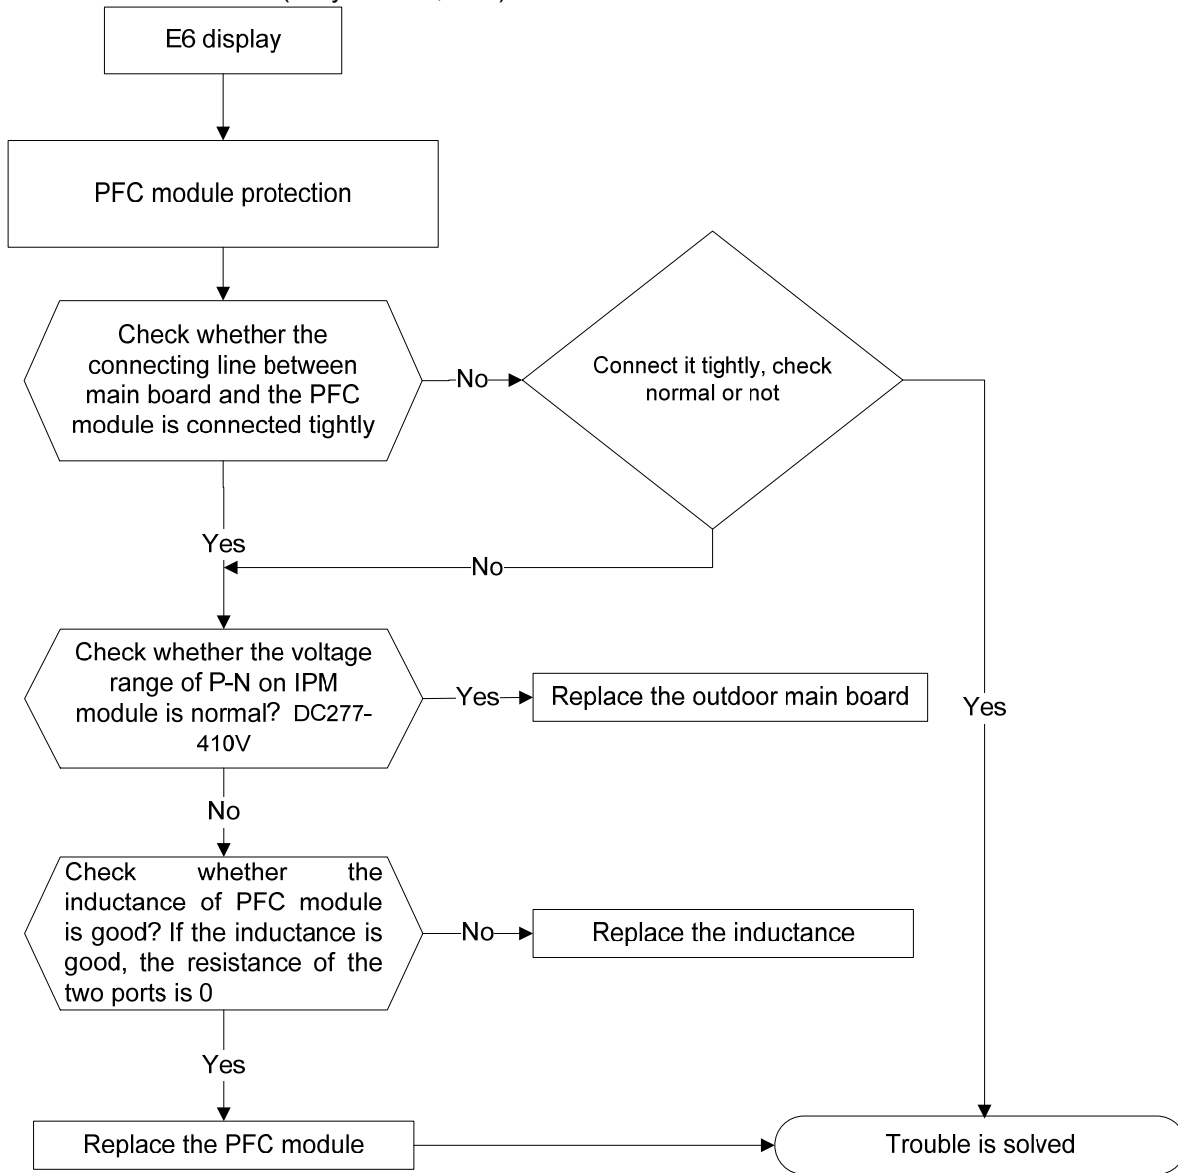 E6 display
PFC module protection
Check whether the
connecting line between
main board and the PFC
module is connected tightly
No
Connect it tightly, check
normal or not
Yes
No
Check whether the voltage
range of P-N on IPM
module is normal? DC277-
410V
Yes
Replace the outdoor main board
Yes
No
Check whether the
inductance of PFC module
is good? If the inductance is
good, the resistance of the
two ports is 0
No
Replace the inductance
Yes
Replace the PFC module
Trouble is solved